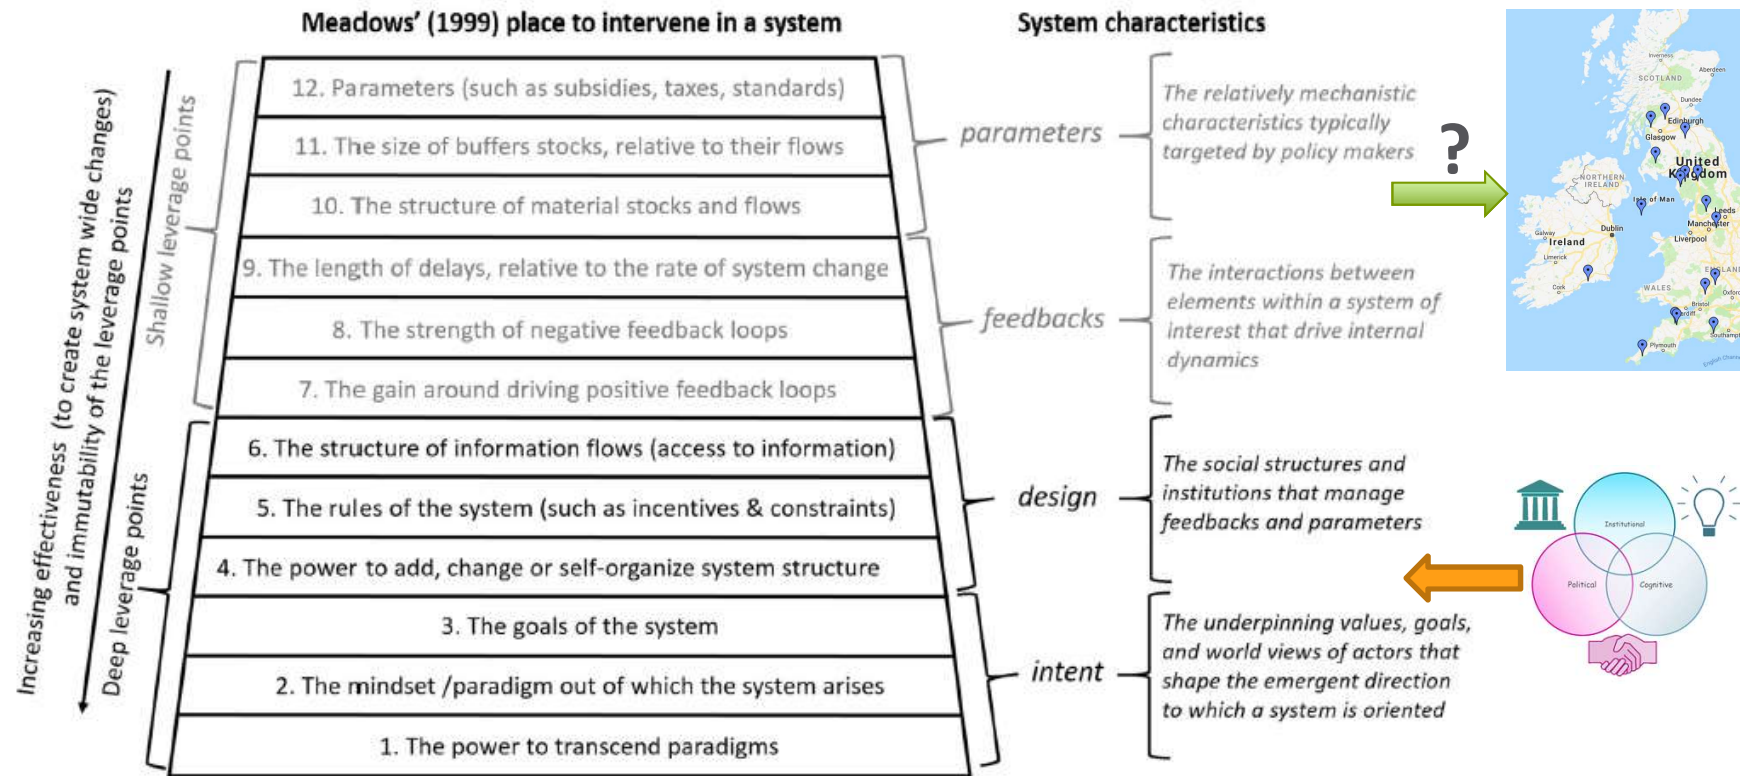 Meadows' (1999) place to intervene in a system
System characteristics
Increasing effectiveness (to create system wide changes)
and immutability of the leverage points
Shallow leverage points
Deep leverage points
12. Parameters (such as subsidies, taxes, standards)
11. The size of buffers stocks, relative to their flows
10. The structure of material stocks and flows
9. The length of delays, relative to the rate of system change
8. The strength of negative feedback loops
7. The gain around driving positive feedback loops
6. The structure of information flows (access to information)
5. The rules of the system (such as incentives & constraints)
4. The power to add, change or self-organize system structure
3. The goals of the system
2. The mindset /paradigm out of which the system arises
1. The power to transcend paradigms
parameters
feedbacks
design
intent
The relatively mechanistic
characteristics typically
targeted by policy makers
The interactions between
elements within a system of
interest that drive internal
dynamics
The social structures and
institutions that manage
feedbacks and parameters
The underpinning values, goals,
and world views of actors that
shape the emergent direction
to which a system is oriented
?
Inverness
Aberdeen
SCOTLAND
Dundee
Edinburgh
Glasgow
United
Kingdom
NORTHERN
IRELAND
Isle of Man
Leeds
Manchester
Liverpool
Dublin
Galway
Ireland
Limerick
Cork
WALES
Bristol
Plymouth
Institutional
Political
Cognitive